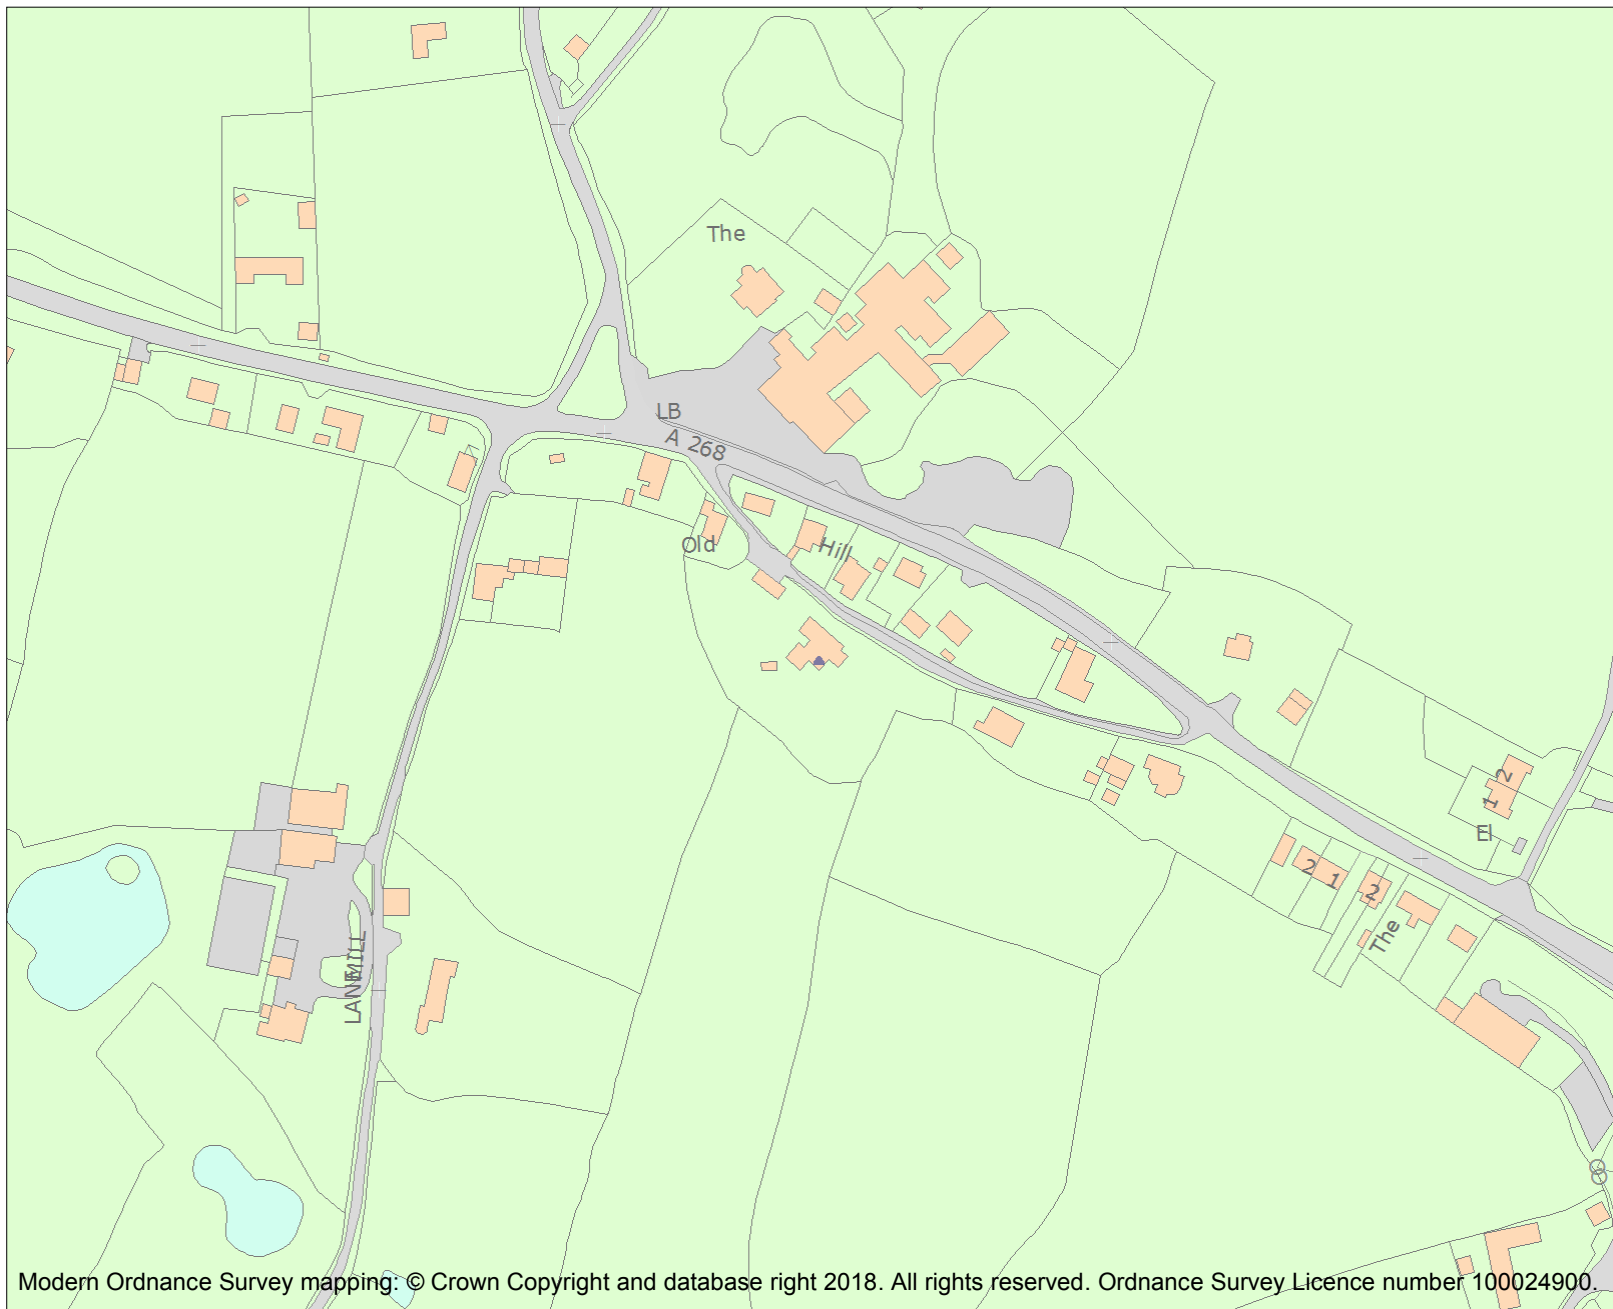 The
LB
A 268
Old
Hill
2
1
El
2
1
2
The
MILL
LANE
8
Modern Ordnance Survey mapping: © Crown Copyright and database right 2018. All rights reserved. Ordnance Survey Licence number 100024900.